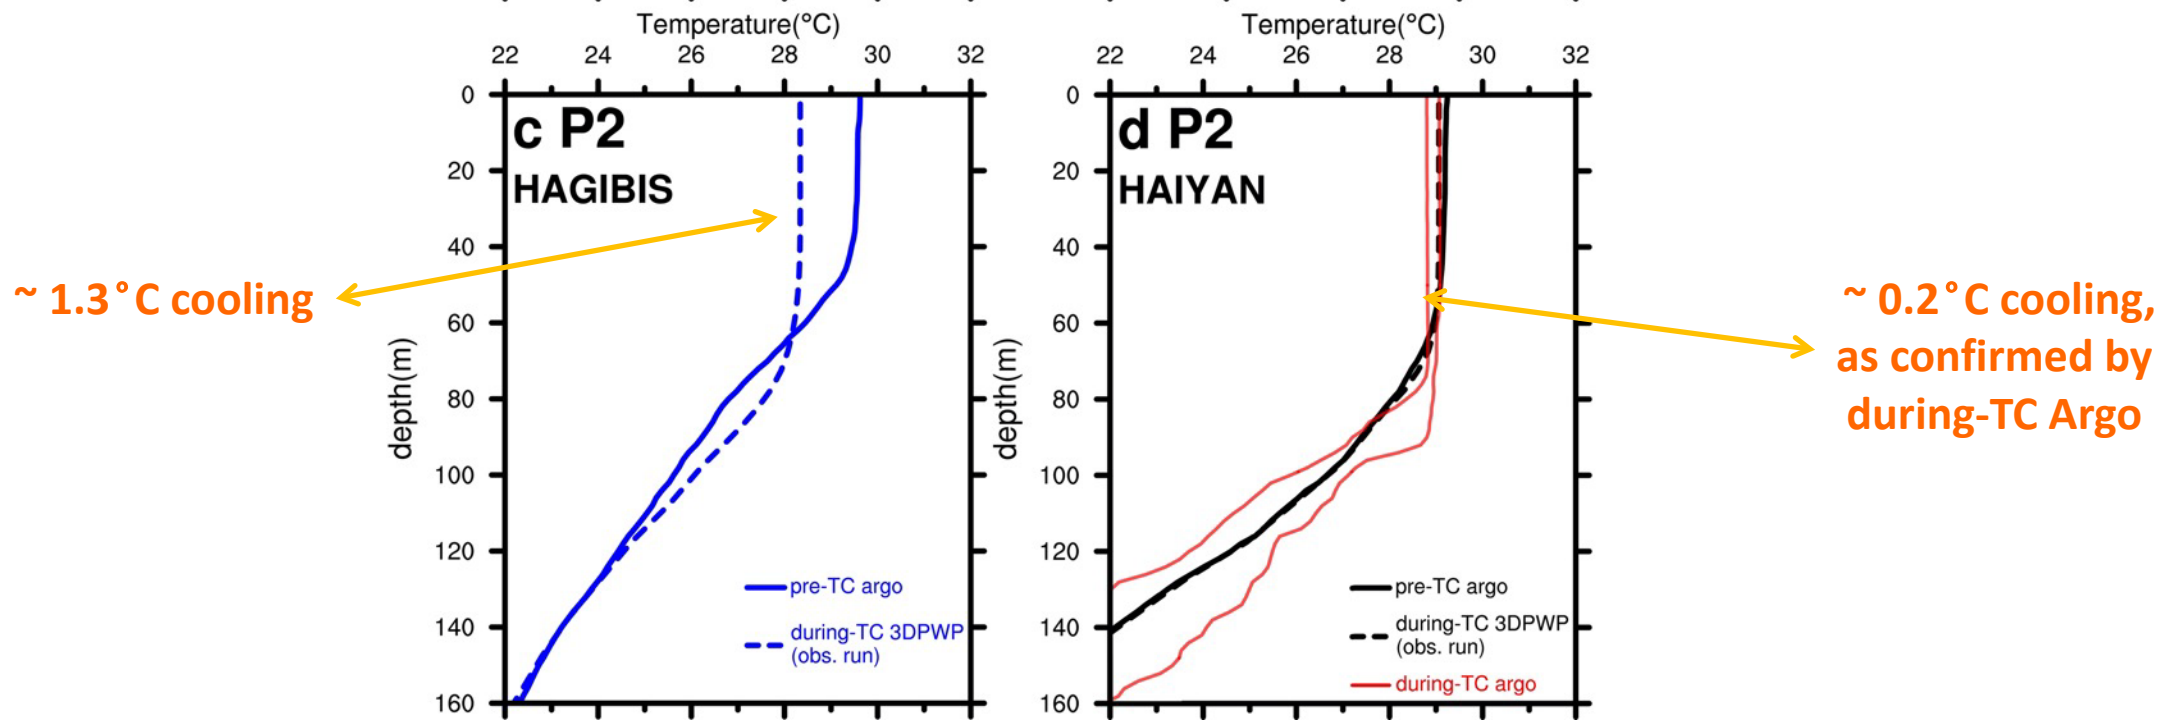 Temperature(°C)
22 24 26 28 30 32
0
20
40
60
80
100
120
140
160
depth(m)
c P2
HAGIBIS
pre-TC argo
during-TC 3DPWP
(obs. run)
~ 1.3°C cooling
Temperature(°C)
22 24 26 28 30 32
0
20
40
60
80
100
120
140
160
depth(m)
d P2
HAIYAN
pre-TC argo
during-TC 3DPWP
(obs. run)
during-TC argo
~ 0.2°C cooling,
as confirmed by
during-TC Argo